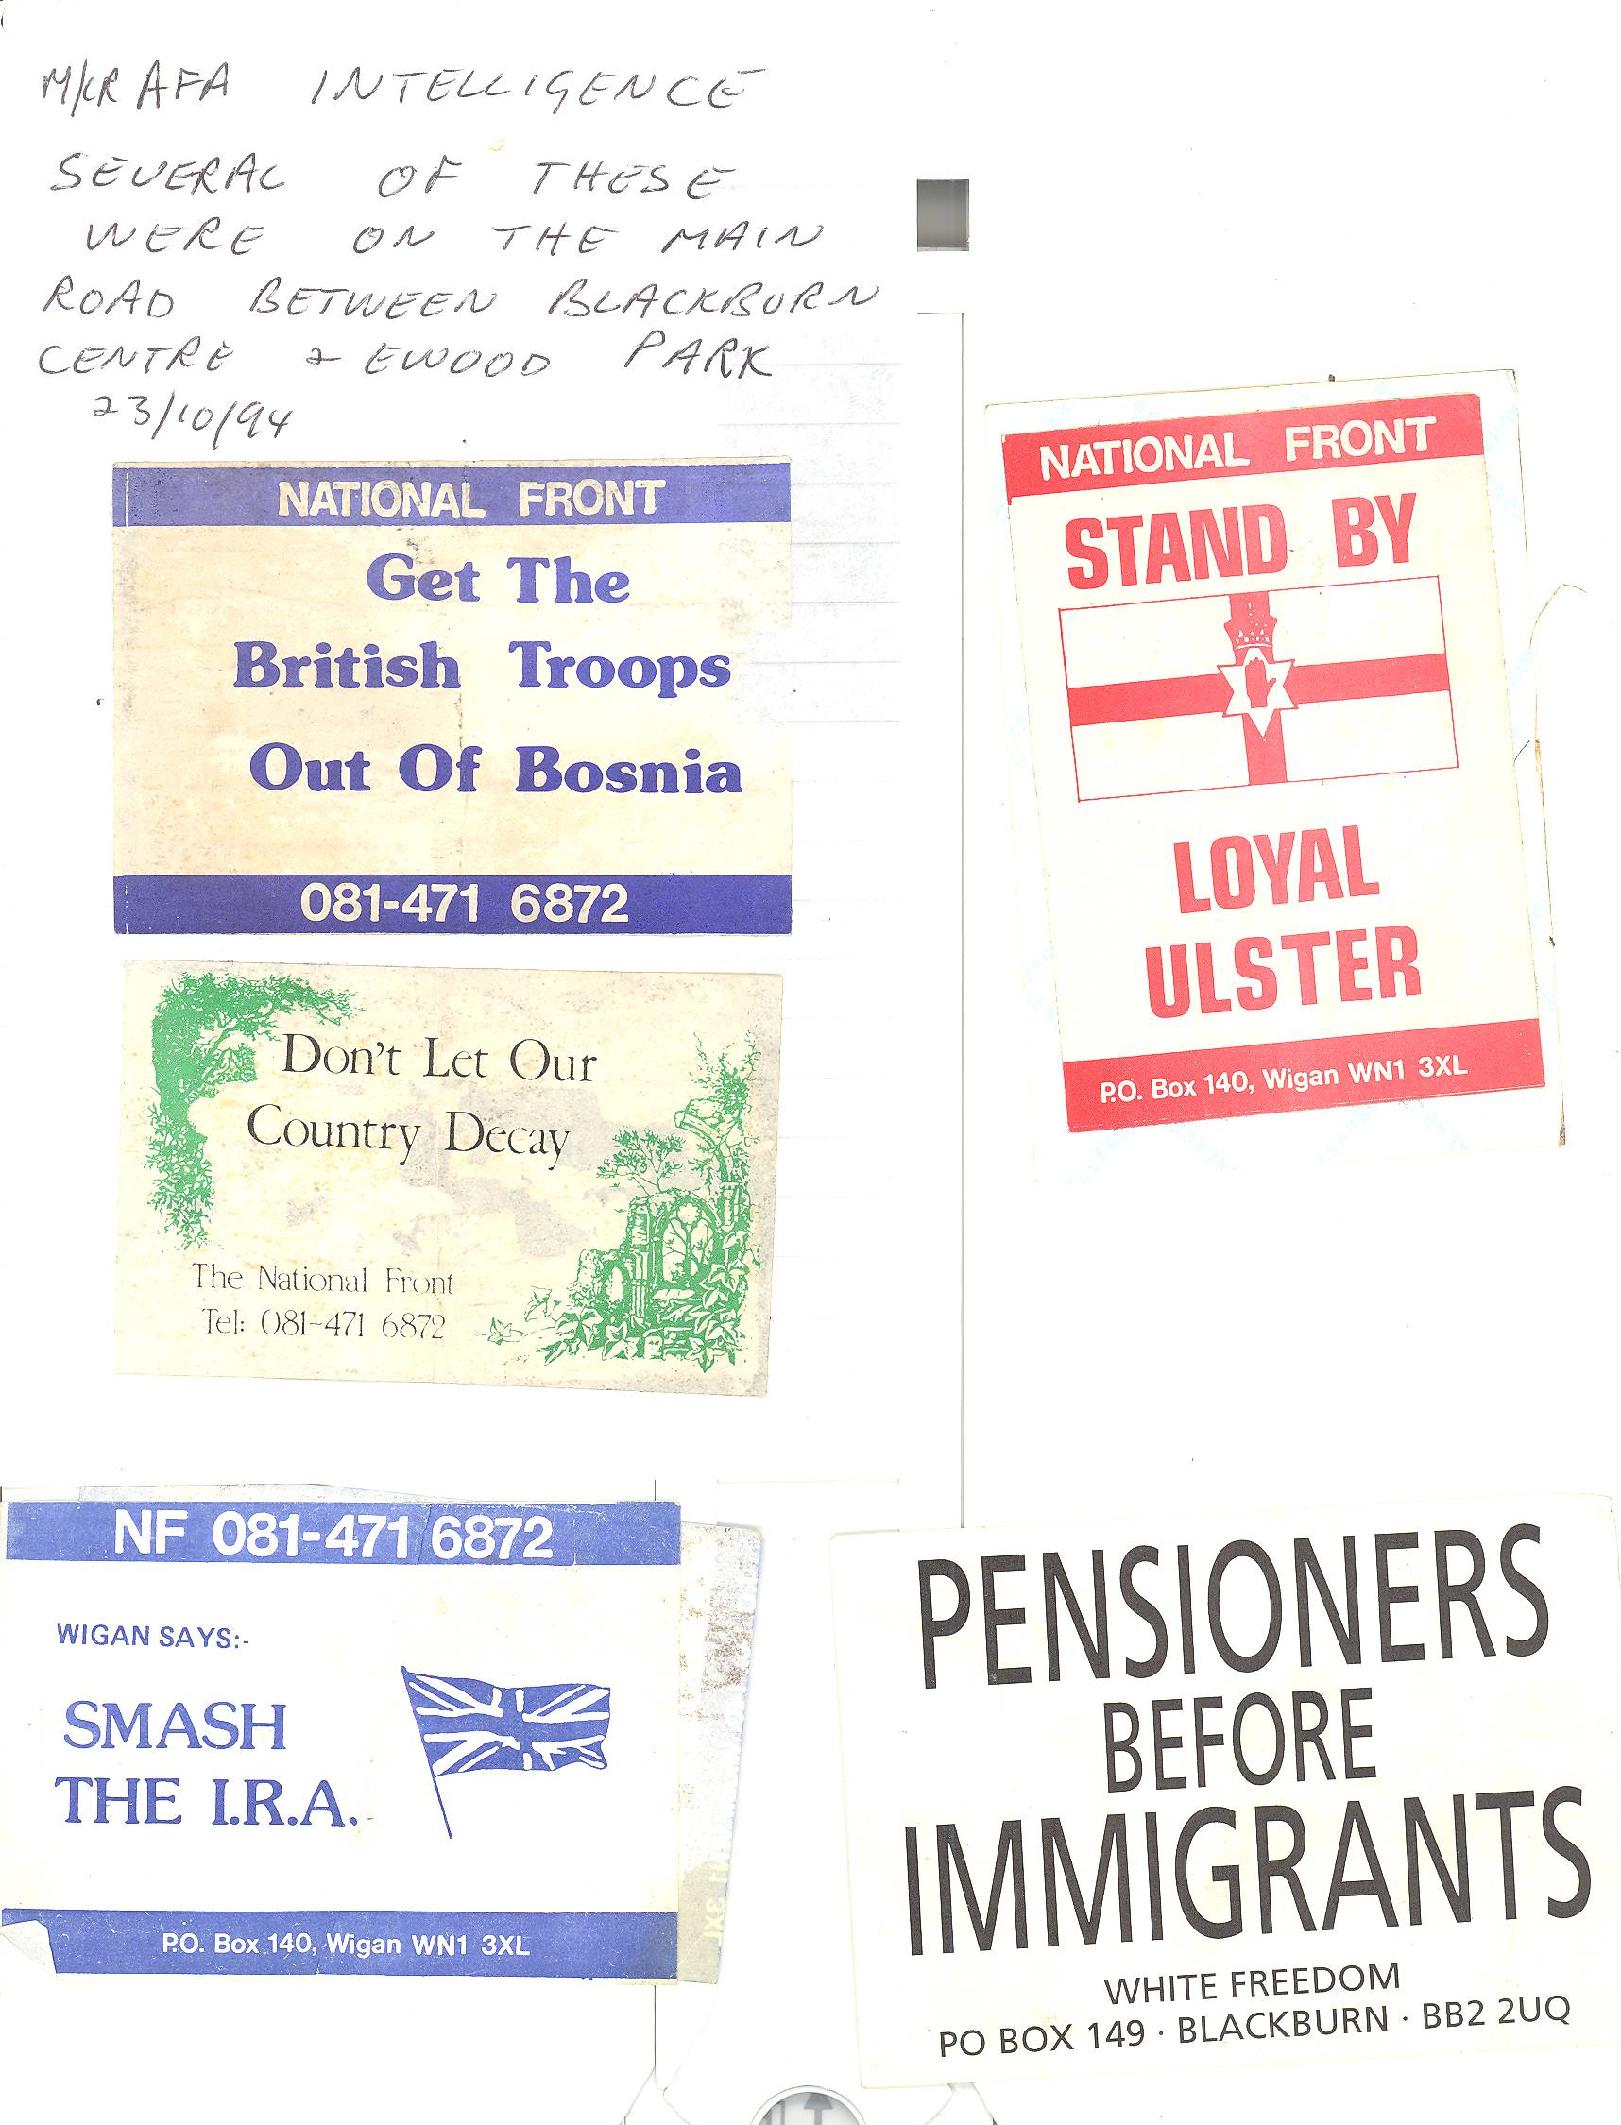 M/CR AFA INTELLIGENCE
SEVERAL OF THESE
WERE ON THE MAIN
ROAD BETWEEN BLACKBURN
CENTRE & EWOOD PARK
23/10/94
NATIONAL FRONT
Get The
British Troops
Out Of Bosnia
081-471 6872
Don't Let Our
Country Decay
The National Front
Tel: 081-471 6872
NATIONAL FRONT
STAND BY
LOYAL
ULSTER
P.O. Box 140, Wigan WN1 3XL
NF 081-471 6872
WIGAN SAYS:-
SMASH
THE I.R.A.
P.O. Box 140, Wigan WN1 3XL
PENSIONERS
BEFORE
IMMIGRANTS
WHITE FREEDOM
PO BOX 149 · BLACKBURN · BB2 2UQ